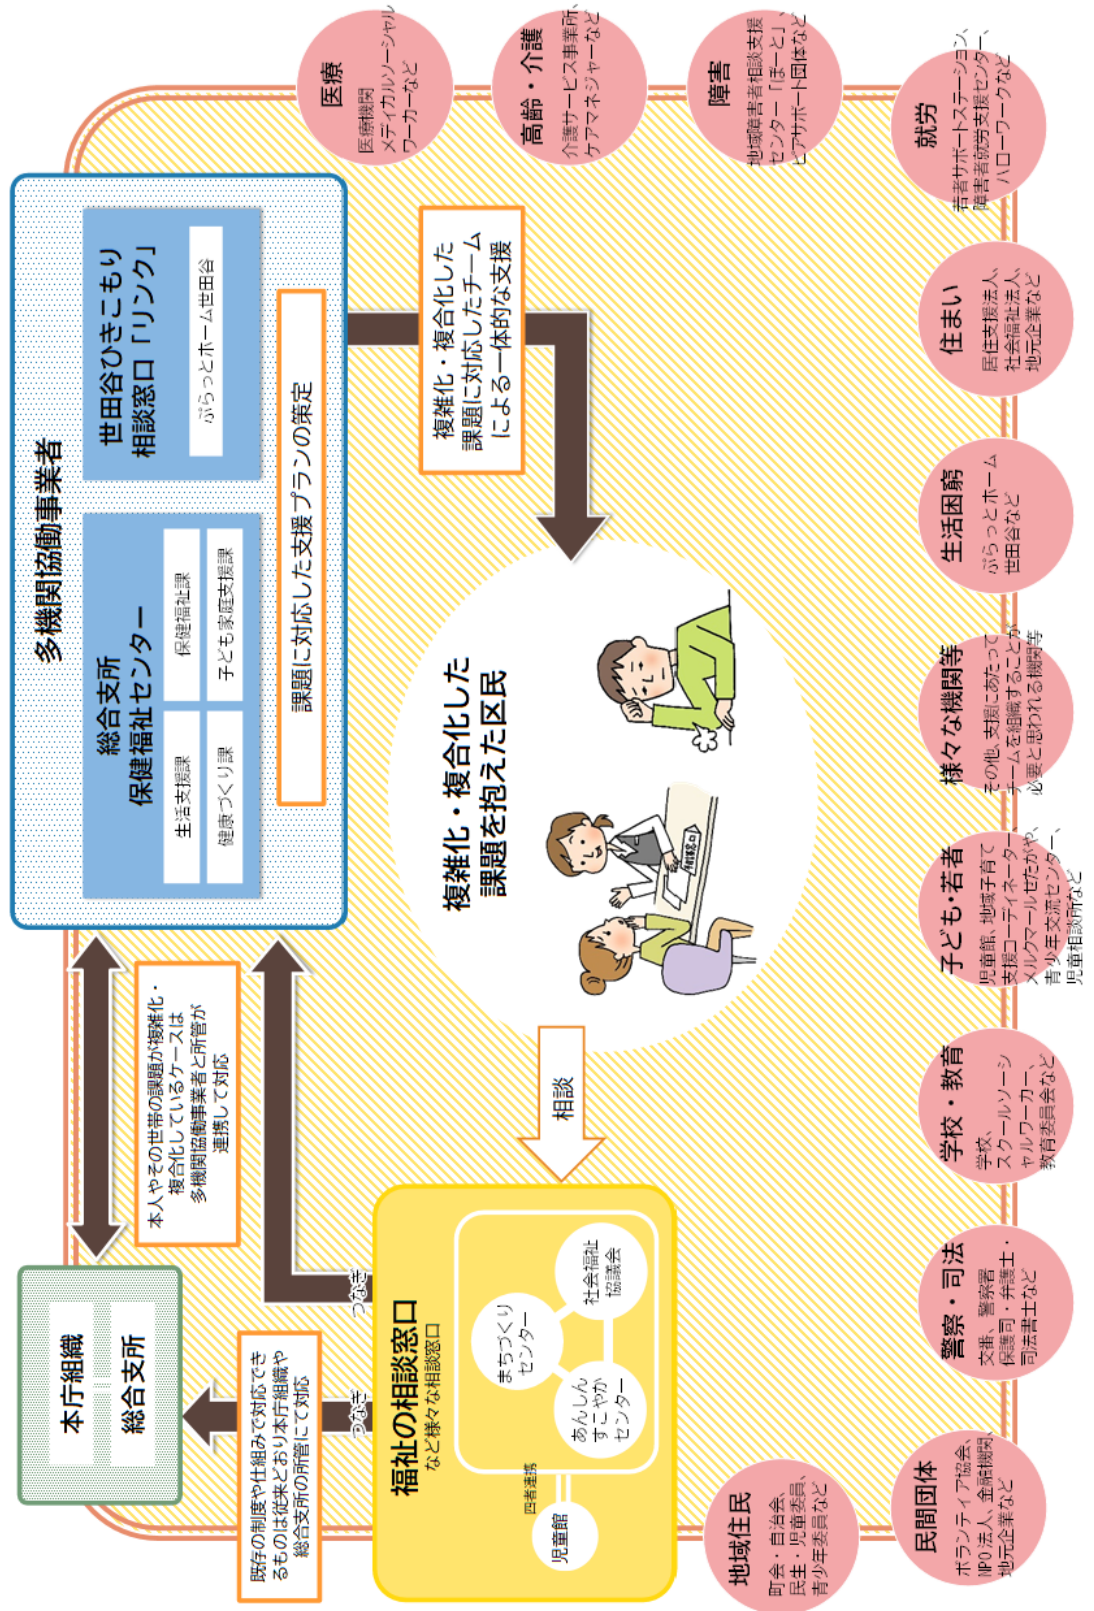 多機関協働事業者
総合支所
保健福祉センター
生活支援課
保健福祉課
健康づくり課
子ども家庭支援課
世田谷ひきこもり
相談窓口「リンク」
ぷらっとホーム世田谷
課題に対応した支援プランの策定
本庁組織
総合支所
本人やその世帯の課題が複雑化・
複合化しているケースは
多機関協働事業者と所管が
連携して対応
既存の制度や仕組みで対応でき
るものは従来どおり本庁組織や
総合支所の所管にて対応
つなぎ
つなぎ
福祉の相談窓口
など様々な相談窓口
まちづくり
センター
あんしん
すこやか
センター
社会福祉
協議会
四者連携
児童館
相談
複雑化・複合化した
課題を抱えた区民
相談窓口
複雑化・複合化した
課題に対応したチーム
による一体的な支援
医療
医療機関
メディカルソーシャル
ワーカーなど
高齢・介護
介護サービス事業所、
ケアマネジャーなど
障害
地域障害者相談支援
センター「ぽーと」、
ピアサポート団体など
就労
若者サポートステーション、
障害者就労支援センター、
ハローワークなど
住まい
居住支援法人、
社会福祉法人、
地元企業など
生活困窮
ぷらっとホーム
世田谷など
様々な機関等
その他、支援にあたって
チームを組織することが
必要と思われる機関等
子ども・若者
児童館、地域子育て
支援コーディネーター、
メルクマールせたがや、
青少年交流センター、
児童相談所など
学校・教育
学校、
スクールソーシ
ャルワーカー、
教育委員会など
警察・司法
交番、警察署
保護司・弁護士・
司法書士など
民間団体
ボランティア協会、
NPO法人、金融機関、
地元企業など
地域住民
町会・自治会、
民生・児童委員、
青少年委員など